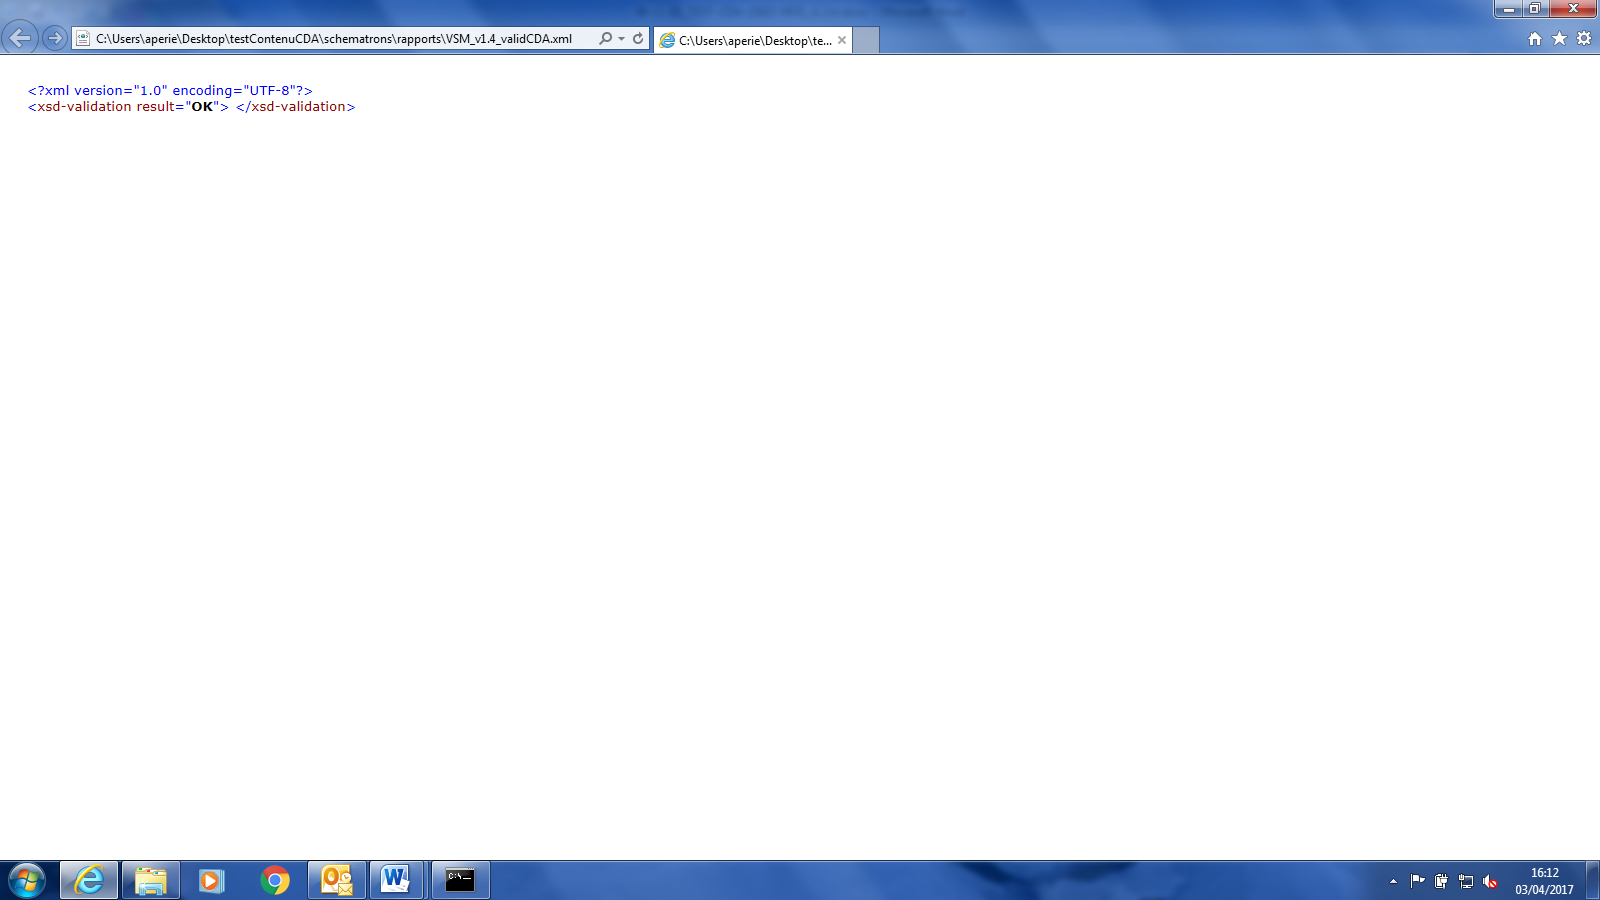 C:\Users\aperie\Desktop\testContenuCDA\schematrons\rapports\VSM_v1.4_validCDA.xml
C:\Users\aperie\Desktop\te...
<?xml version="1.0" encoding="UTF-8"?>
<xsd-validation result="OK"> </xsd-validation>
C:\
16:12
03/04/2017